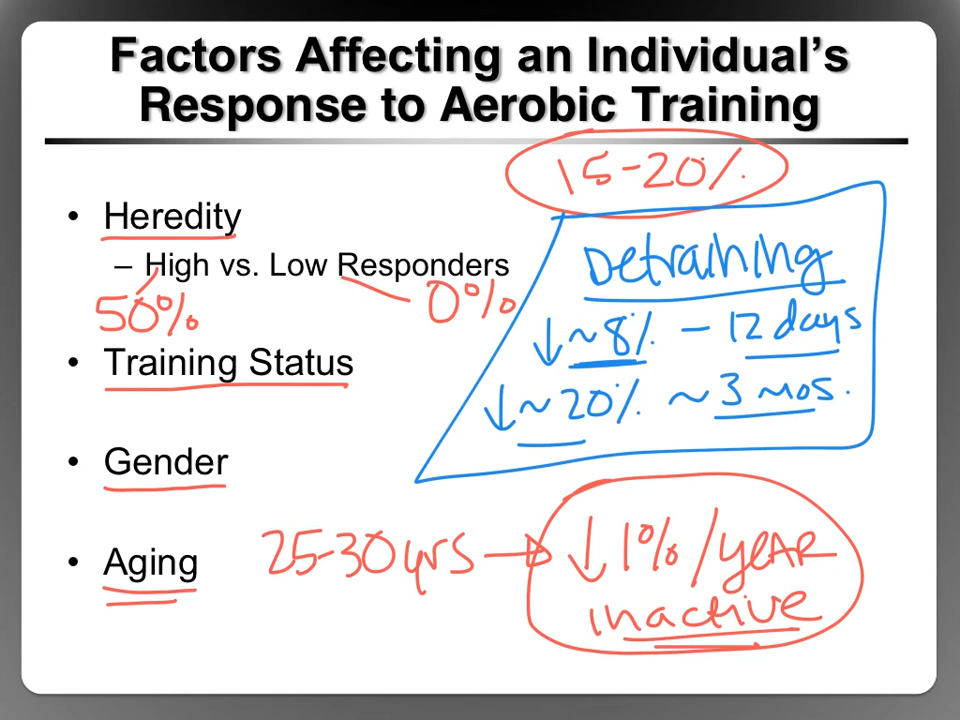 Factors Affecting an Individual's
Response to Aerobic Training
15-20%
• Heredity
– High vs. Low Responders
50% 0%
• Training Status
• Gender
• Aging
Detraining
↓ ~8% – 12 days
↓ ~20% ~3 mos.
25-30 yrs → ↓ 1%/yeAR
inactive